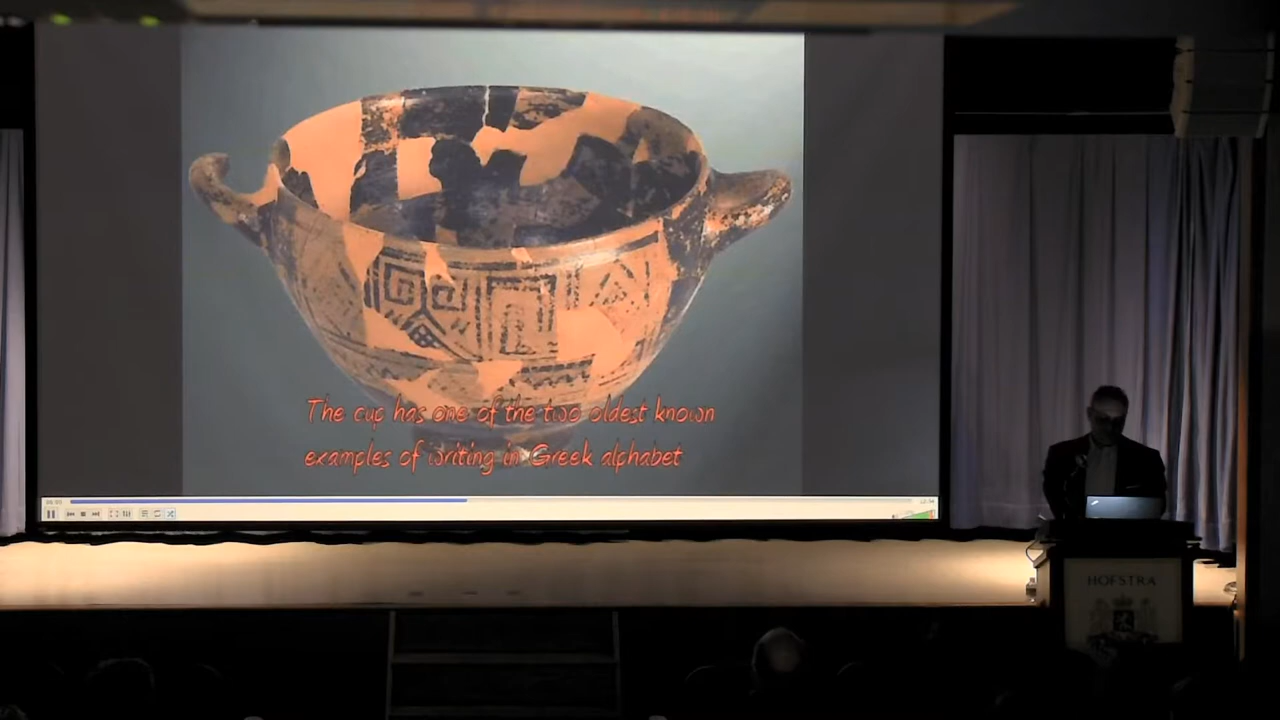 The cup has one of the two oldest known
examples of writing in Greek alphabet
HOFSTRA